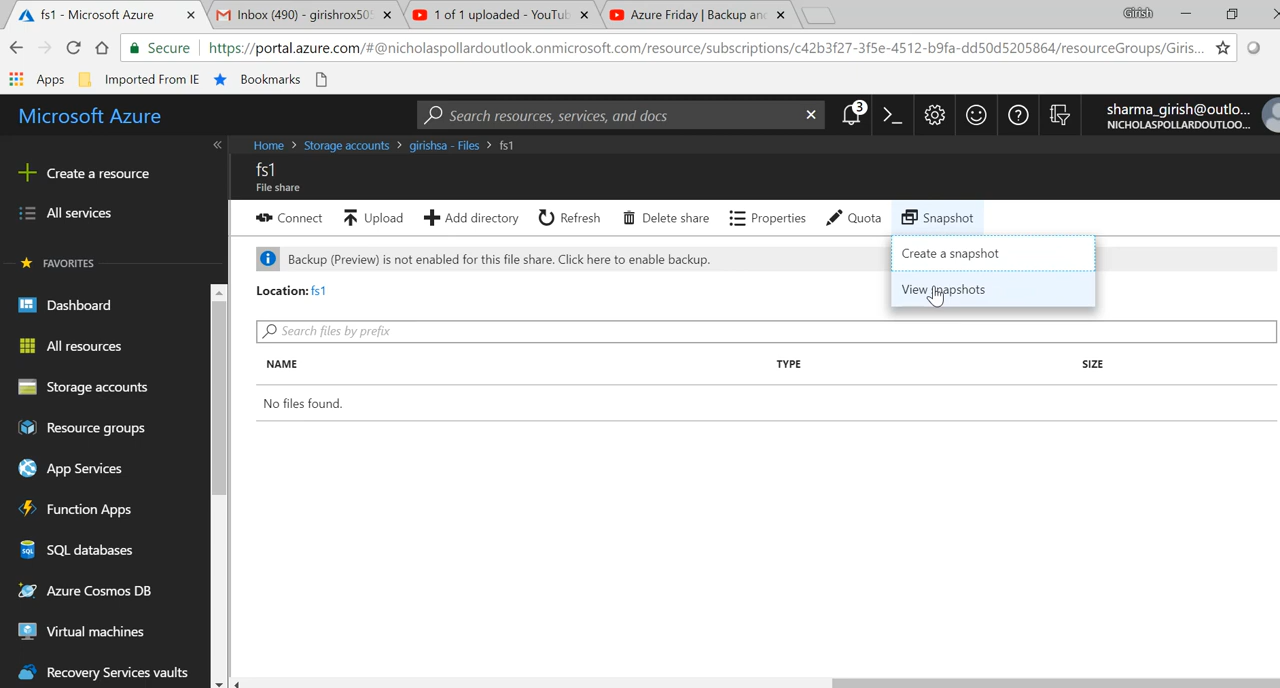 fs1 - Microsoft Azure
Inbox (490) - girishrox505
1 of 1 uploaded - YouTub
Azure Friday | Backup an
Girish
Secure
https://portal.azure.com/#@nicholaspollardoutlook.onmicrosoft.com/resource/subscriptions/c42b3f27-3f5e-4512-b9fa-dd50d5205864/resourceGroups/Giris...
Apps
Imported From IE
Bookmarks
Microsoft Azure
Search resources, services, and docs
3
sharma_girish@outlo...
NICHOLASPOLLARDOUTLOO...
Create a resource
All services
FAVORITES
Dashboard
All resources
Storage accounts
Resource groups
App Services
Function Apps
SQL databases
Azure Cosmos DB
Virtual machines
Recovery Services vaults
Home > Storage accounts > girishsa - Files > fs1
fs1
File share
Connect
Upload
Add directory
Refresh
Delete share
Properties
Quota
Snapshot
Create a snapshot
View snapshots
Backup (Preview) is not enabled for this file share. Click here to enable backup.
Location: fs1
Search files by prefix
NAME TYPE SIZE
No files found.